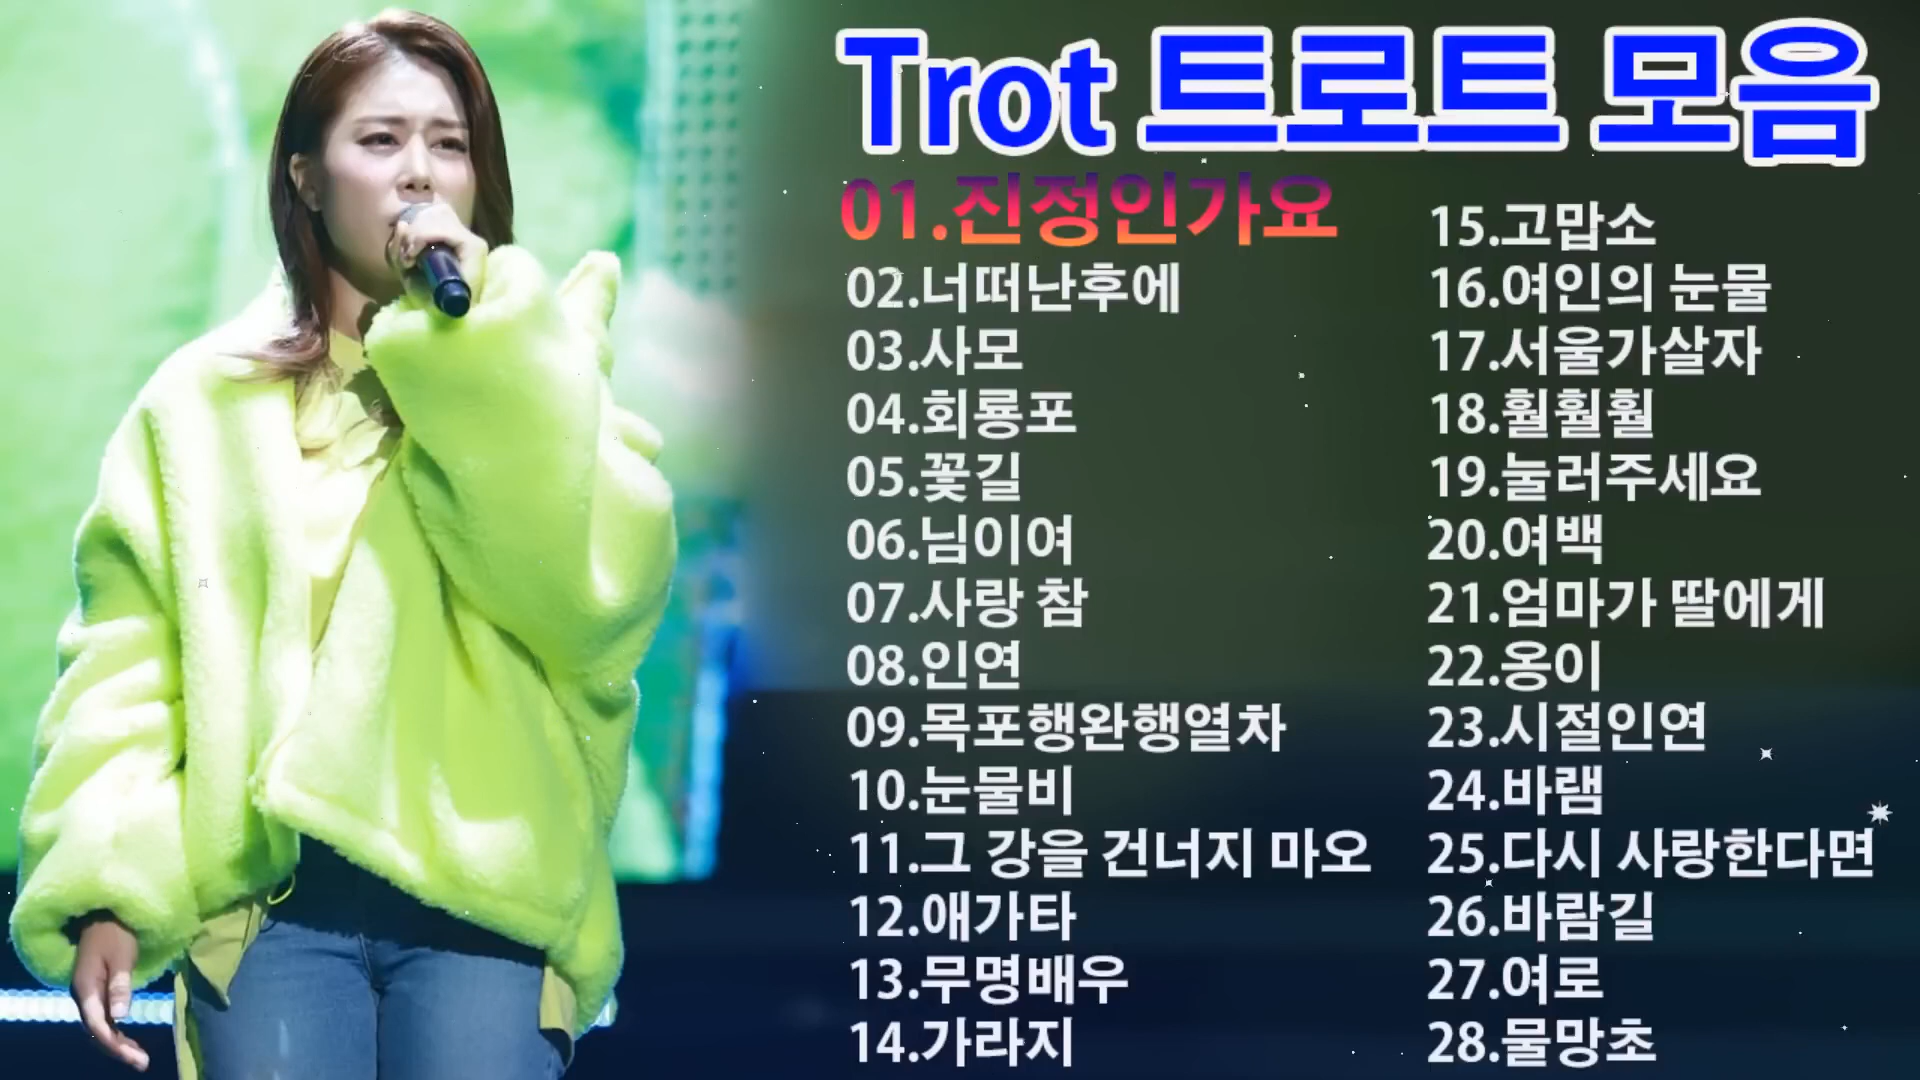 Trot 트로트 모음
01.진정인가요
02.너떠난후에
03.사모
04.회룡포
05.꽃길
06.님이여
07.사랑 참
08.인연
09.목포행완행열차
10.눈물비
11.그 강을 건너지 마오
12.애가타
13.무명배우
14.가라지
15.고맙소
16.여인의 눈물
17.서울가살자
18.훨훨훨
19.눌러주세요
20.여백
21.엄마가 딸에게
22.옹이
23.시절인연
24.바램
25.다시 사랑한다면
26.바람길
27.여로
28.물망초